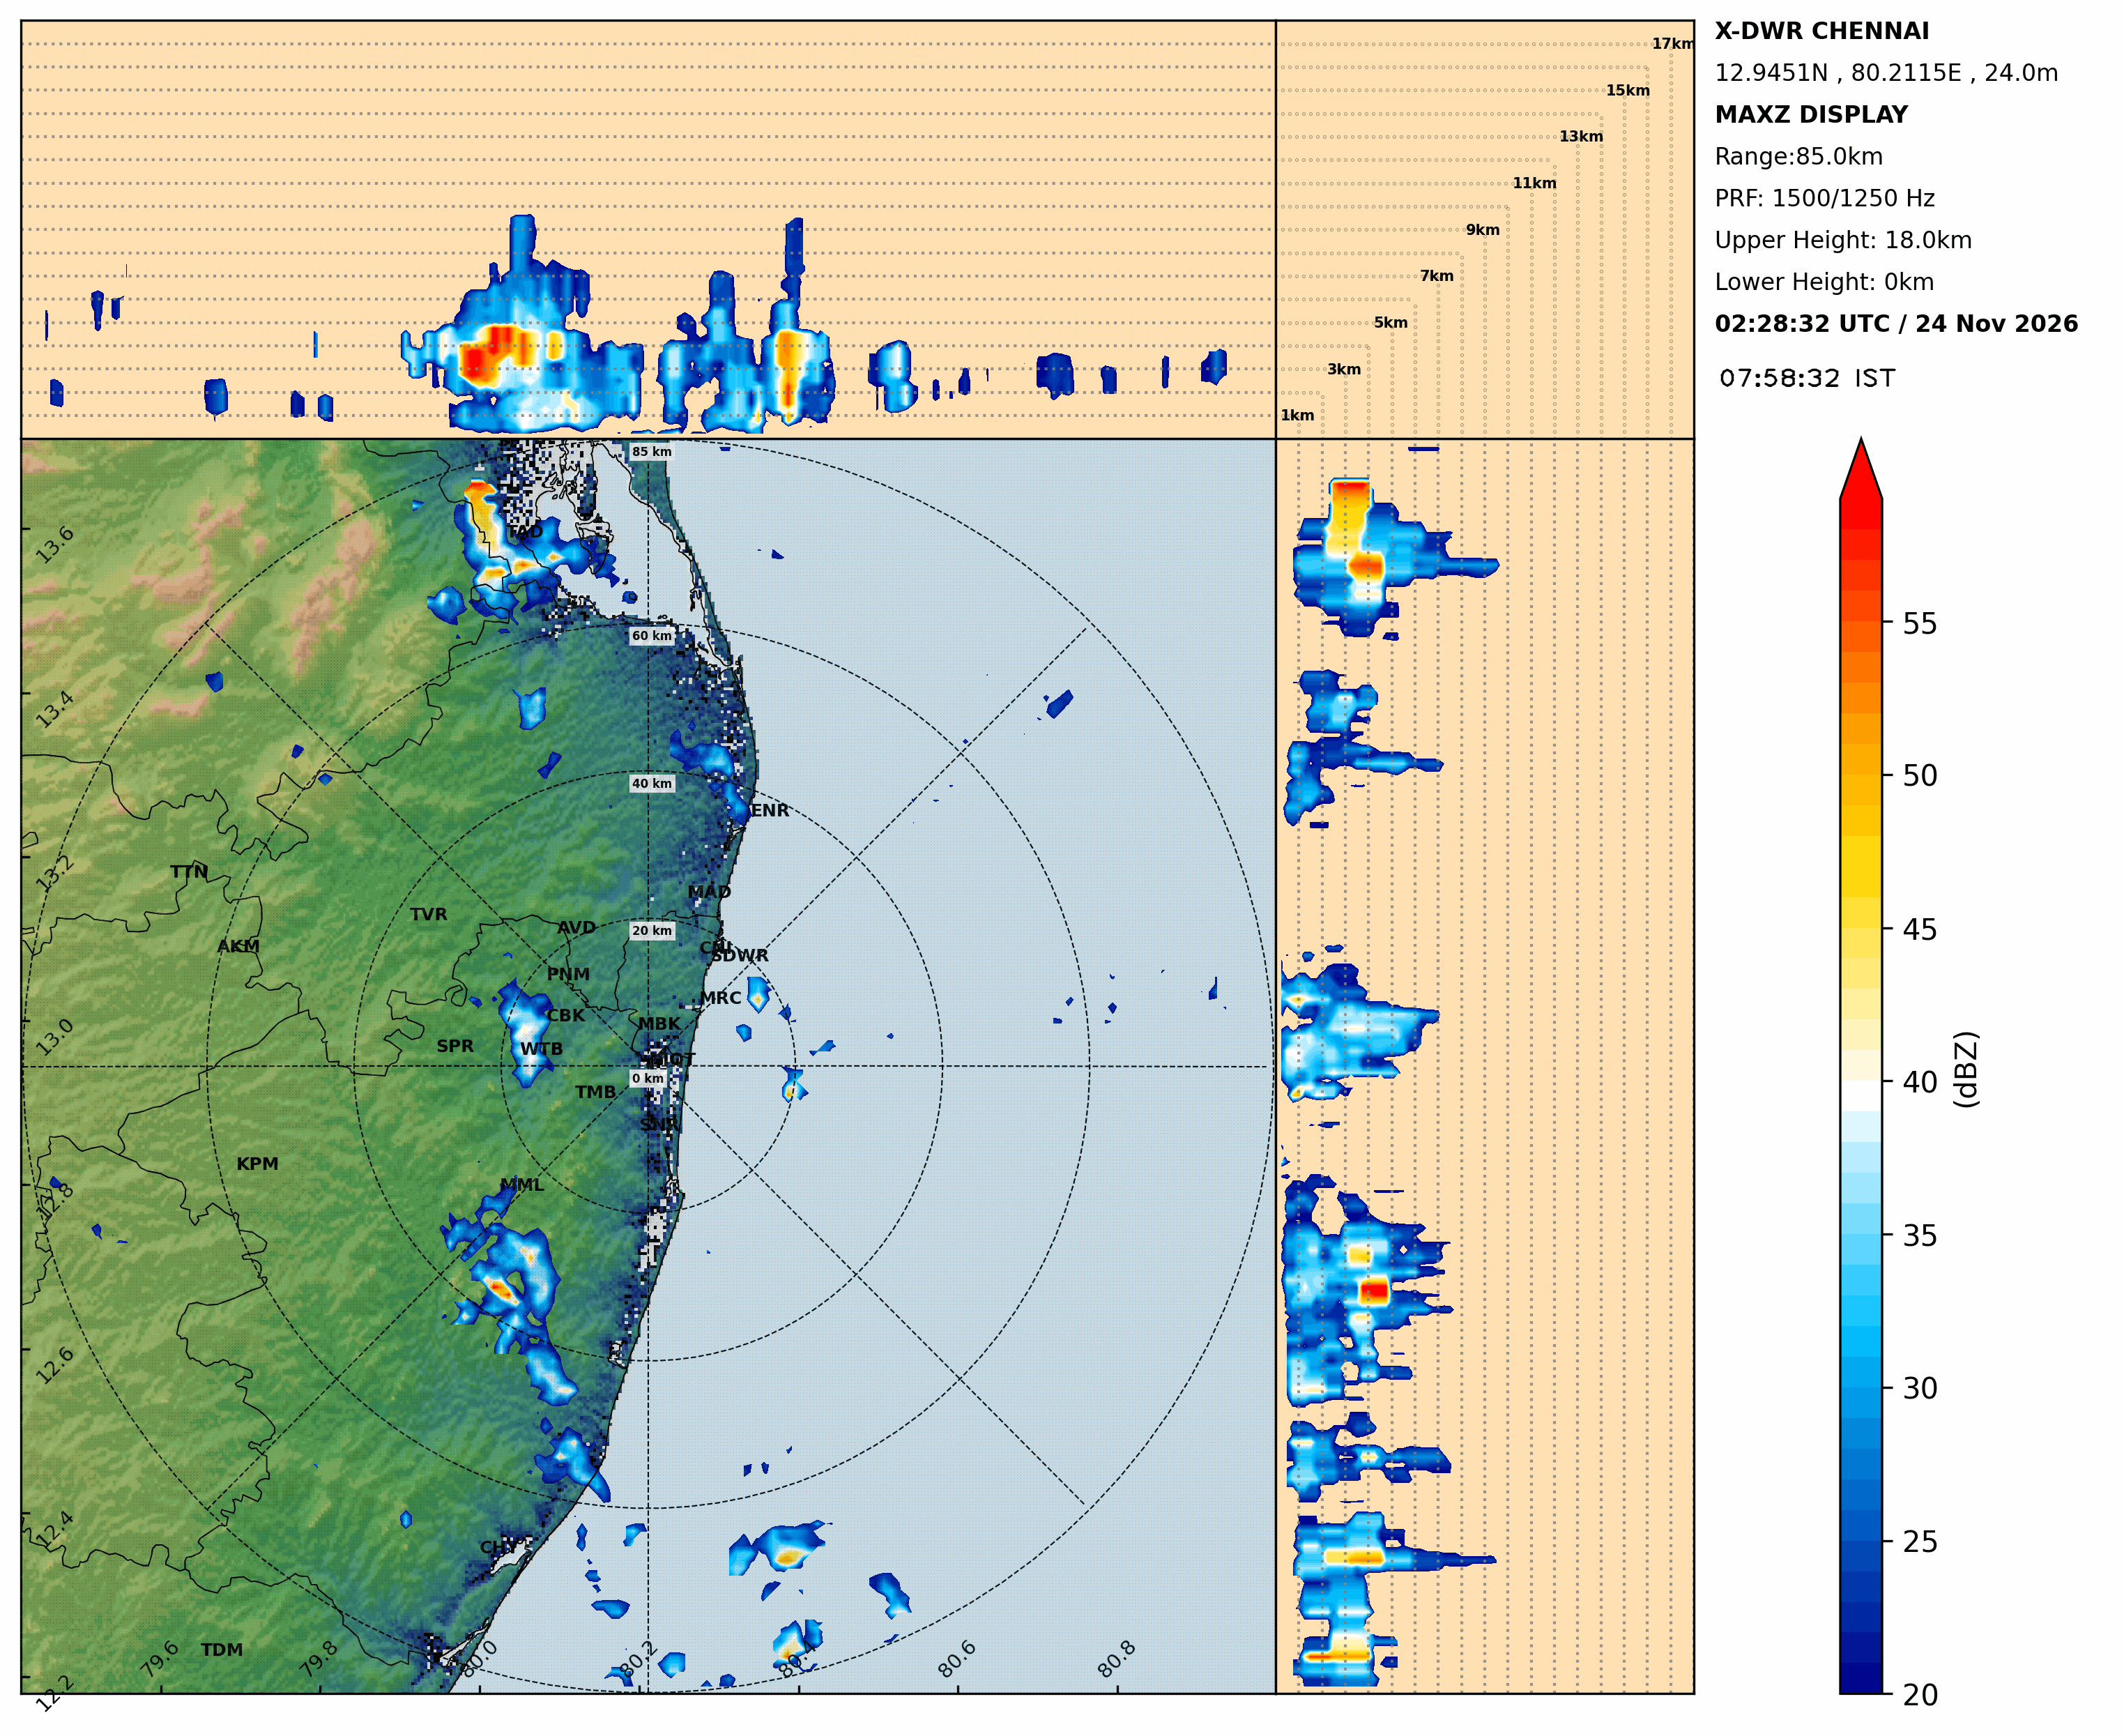 X-DWR CHENNAI
12.9451N , 80.2115E , 24.0m
MAXZ DISPLAY
Range:85.0km
PRF: 1500/1250 Hz
Upper Height: 18.0km
Lower Height: 0km
02:28:32 UTC / 24 Nov 2026
07:58:32 IST
17km
15km
13km
11km
9km
7km
5km
3km
1km
85 km
TAD
13.6
60 km
13.4
40 km
ENR
13.2
TTN
MAD
TVR
AVD
20 km
AKM
CNI
SDWR
PNM
MRC
CBK
MBK
13.0
SPR
WTB
0 km
TMB
SNR
KPM
MML
12.8
12.6
12.4
CHY
TDM
12.2
79.6
79.8
80.0
80.2
80.4
80.6
80.8
55
50
45
40
35
30
25
20
(dBZ)